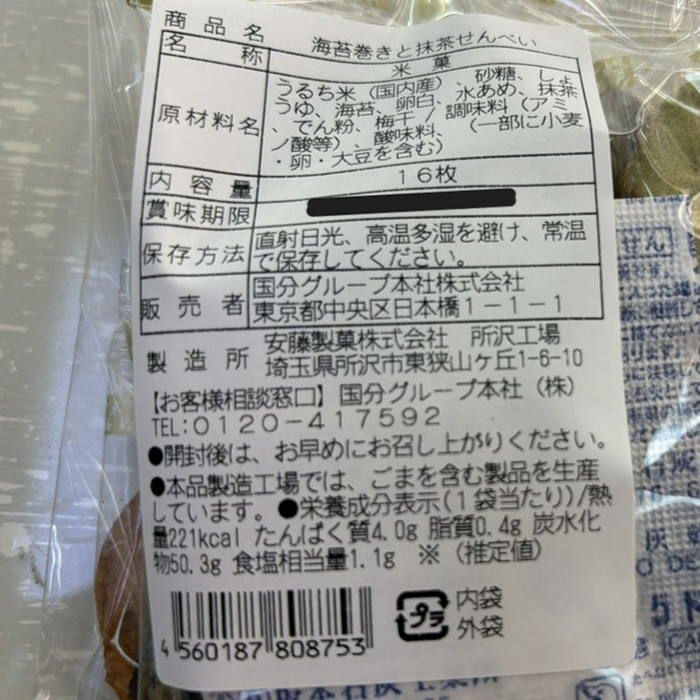 商品名 海苔巻きと抹茶せんべい
名称 米菓
原材料名 うるち米(国内産)、砂糖、しょ
うゆ、海苔、卵白、水あめ、抹茶
、でん粉、梅干/調味料(アミ
ノ酸等)、酸味料、(一部に小麦
・卵・大豆を含む)
内容量 16枚
賞味期限
保存方法 直射日光、高温多湿を避け、常温
で保存してください。
販売者 国分グループ本社株式会社
東京都中央区日本橋1-1-1
製造所 安藤製菓株式会社 所沢工場
埼玉県所沢市東狭山ヶ丘1-6-10
【お客様相談窓口】国分グループ本社(株)
TEL:0120-417592
●開封後は、お早めにお召し上がりください。
●本品製造工場では、ごまを含む製品を生産
しています。●栄養成分表示(1袋当たり)/熱
量221kcal たんぱく質4.0g 脂質0.4g 炭水化
物50.3g 食塩相当量1.1g ※(推定値)
4 560187 808753
プラ
内袋
外袋